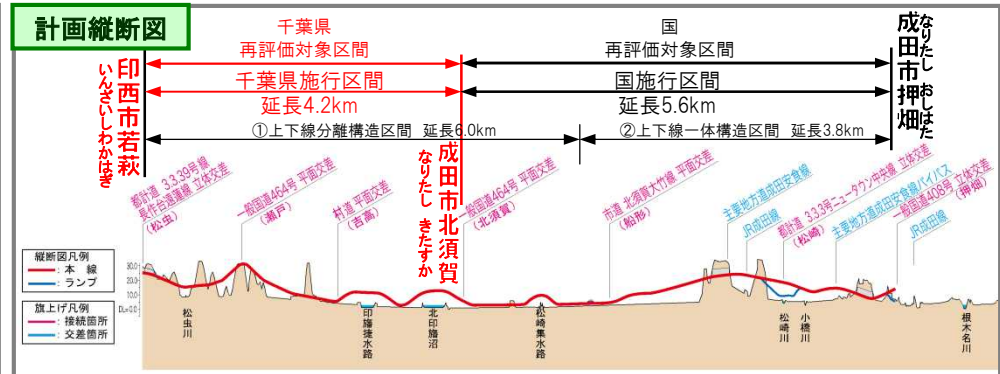 計画縦断図
千葉県
再評価対象区間
国
再評価対象区間
千葉県施行区間
延長4.2km
国施行区間
延長5.6km
①上下線分離構造区間 延長6.0km
②上下線一体構造区間 延長3.8km
印西市若萩
いんざいしわかはぎ
成田市北須賀
なりたし きたすか
成田市押畑
なりたし おしはた
都計道 3.3.39号線
長作台通蓮線 立体交差
(松虫)
一般国道464号 平面交差
(瀬戸)
村道 平面交差
(吉高)
一般国道464号 平面交差
(北須賀)
市道 北須賀大竹線 平面交差
(船形)
主要地方道成田安食線
JR成田線
都計道 3.3.3号ニュータウン中央線 立体交差
(松崎)
主要地方道成田安食線バイパス
一般国道408号 立体交差
(押畑)
JR成田線
縦断図凡例
: 本 線
: ランプ
旗上げ凡例
: 接続箇所
: 交差箇所
30.0
20.0
10.0
DL=0.0
松虫川
印旛捷水路
北印旛沼
松崎集水路
松崎川
小橋川
根木名川